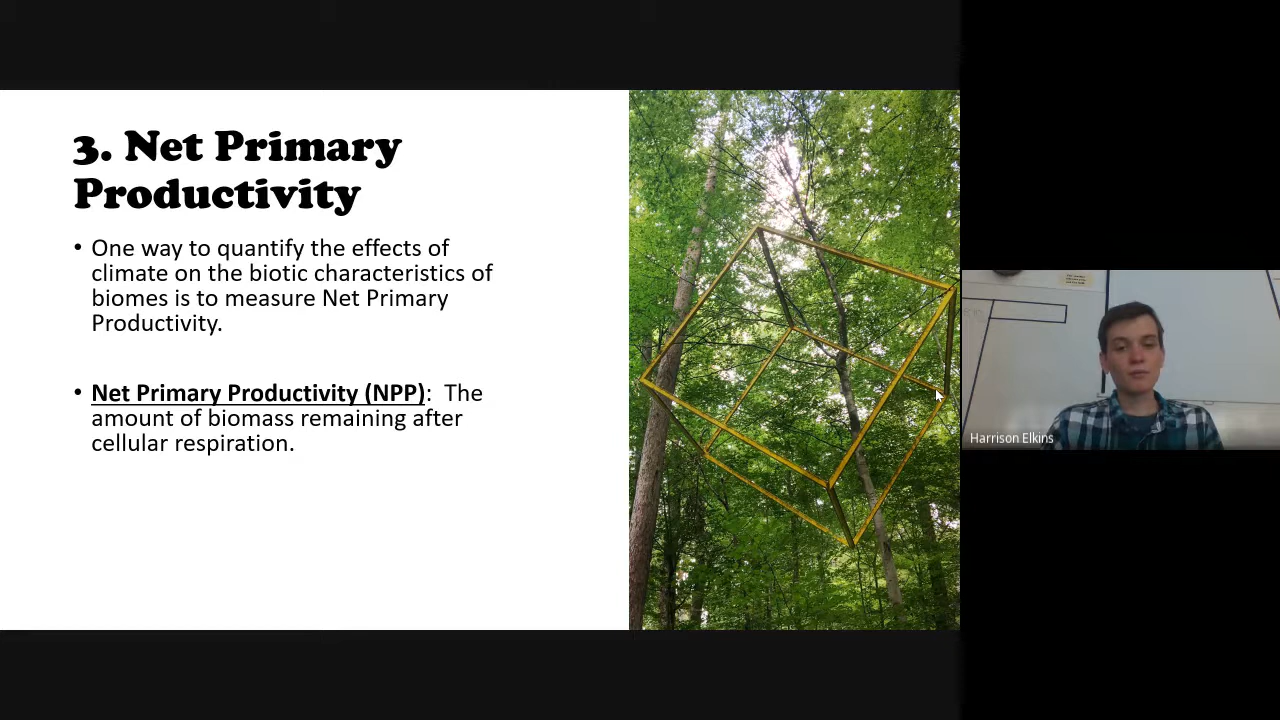 3. Net Primary
Productivity
• One way to quantify the effects of
climate on the biotic characteristics of
biomes is to measure Net Primary
Productivity.
• Net Primary Productivity (NPP):  The
amount of biomass remaining after
cellular respiration.
Harrison Elkins